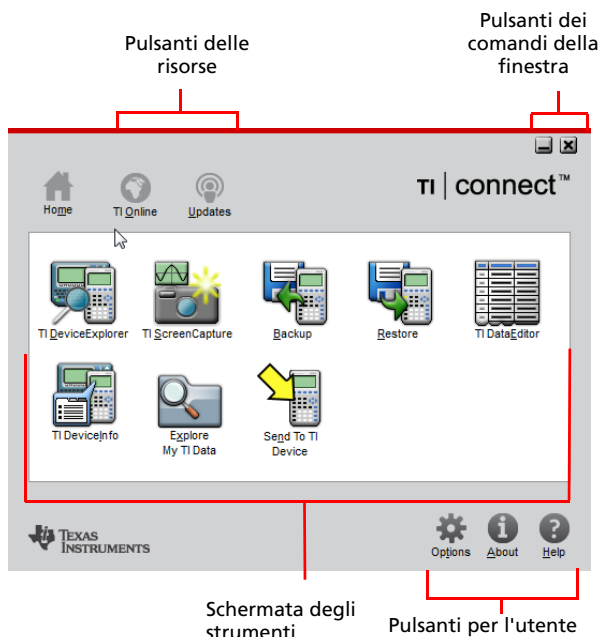 Pulsanti delle
risorse
Pulsanti dei
comandi della
finestra
Home
TI Online
Updates
TI | connect™
TI DeviceExplorer
TI ScreenCapture
Backup
Restore
TI DataEditor
TI DeviceInfo
Explore
My TI Data
Send To TI
Device
TEXAS
INSTRUMENTS
Options
About
Help
Schermata degli
strumenti
Pulsanti per l'utente